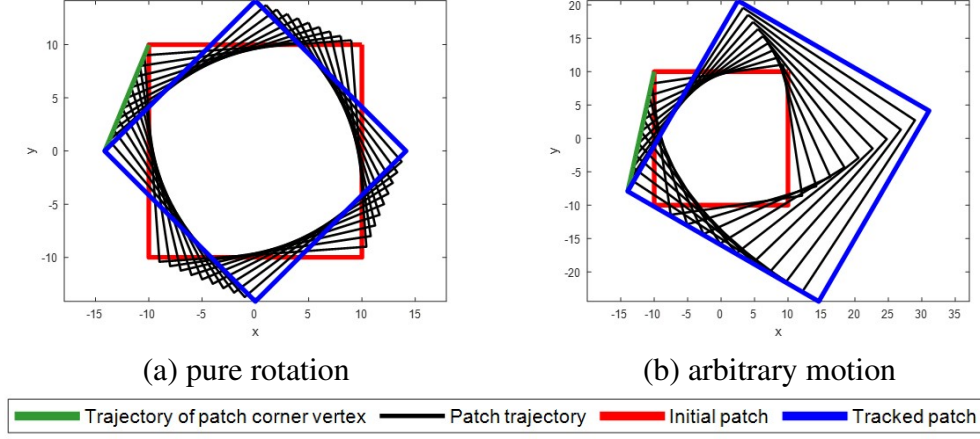 10
5
0
-5
-10
y
-15 -10 -5 0 5 10 15
x
20
15
10
5
0
-5
-10
-15
-20
y
-15 -10 -5 0 5 10 15 20 25 30 35
x
(a) pure rotation
(b) arbitrary motion
Trajectory of patch corner vertex Patch trajectory Initial patch Tracked patch